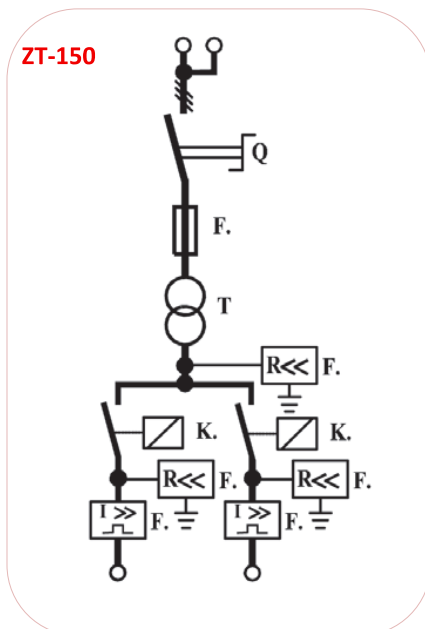 ZT-150
Q
F.
T
R<< F.
K. K.
R<< F. R<< F.
I >> F. I >> F.